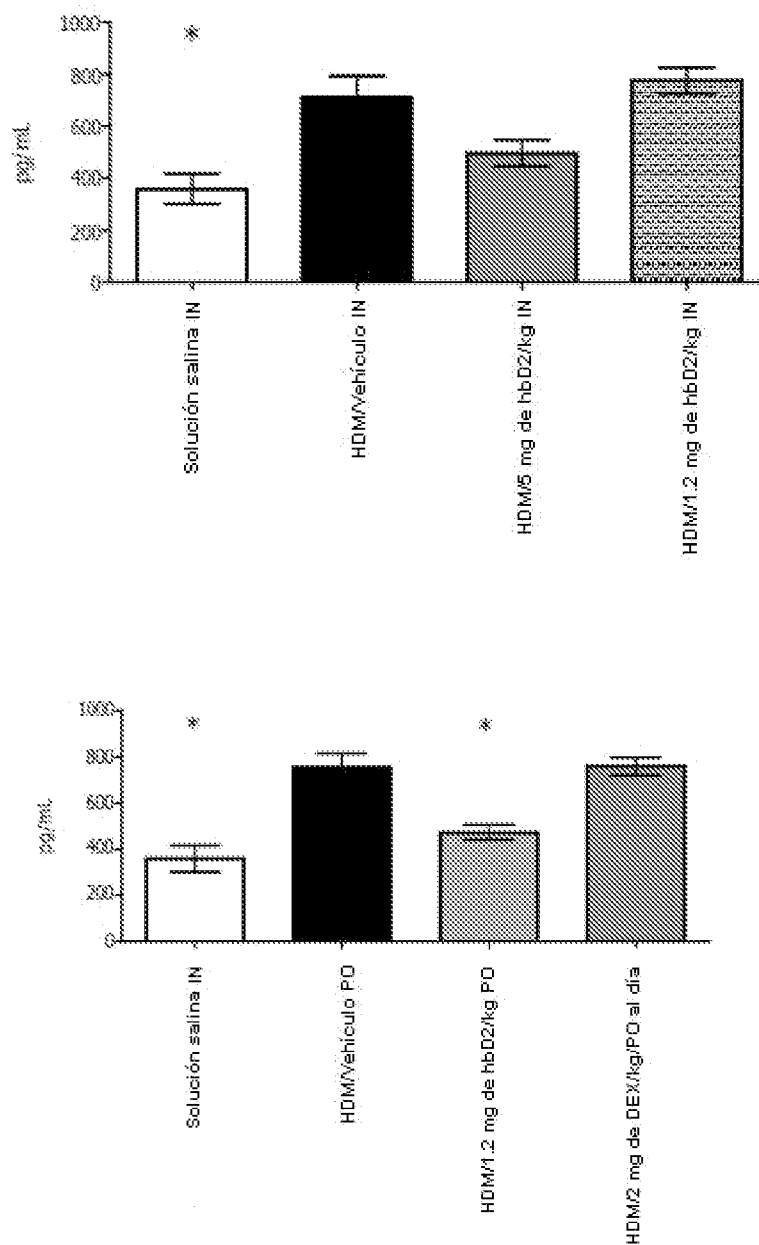 1000
800
600
400
200
0
pg/mL
*
Solución salina IN
HDM/Vehículo IN
HDM/5 mg de hbD2/kg IN
HDM/1.2 mg de hbD2/kg IN
1000
800
600
400
200
0
pg/mL
*
*
Solución salina IN
HDM/Vehículo PO
HDM/1.2 mg de hbD2/kg PO
HDM/2 mg de DEX/kg/PO al día